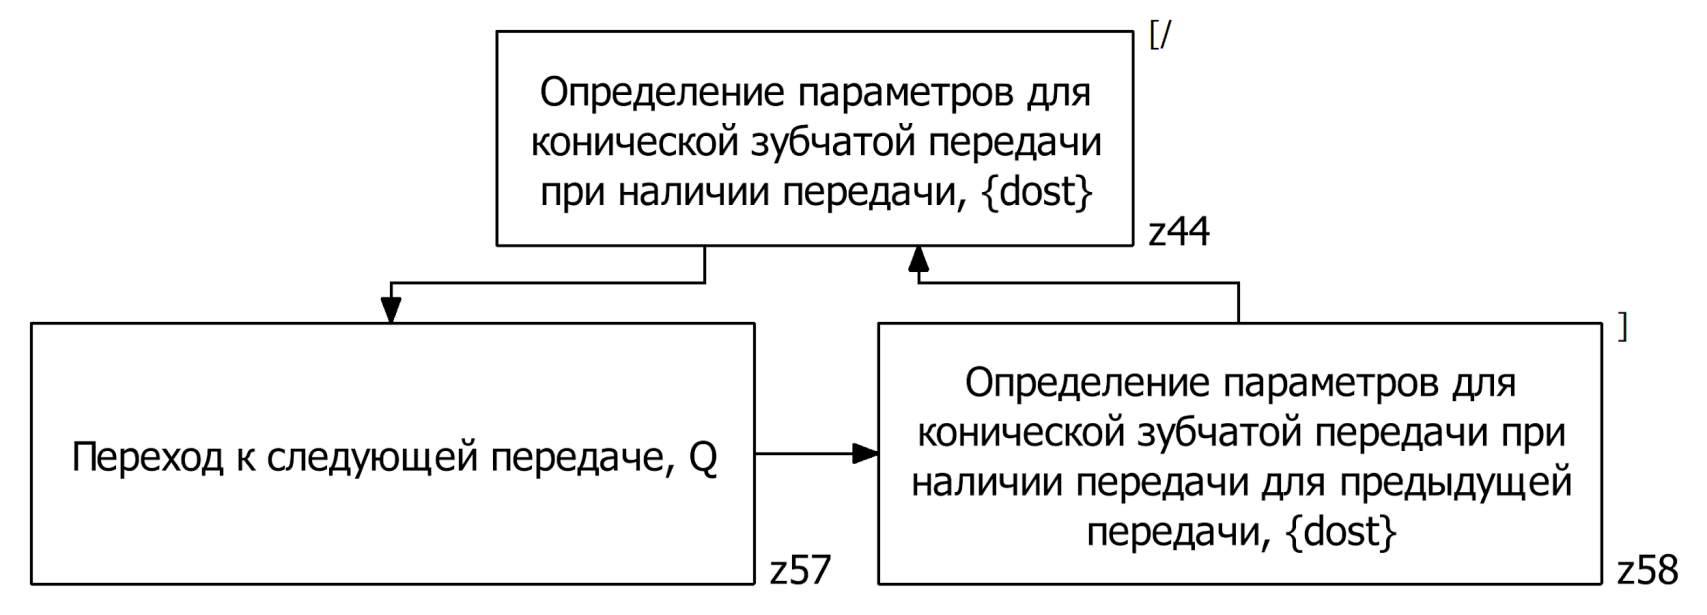 [/
Определение параметров для
конической зубчатой передачи
при наличии передачи, {dost}
z44
Переход к следующей передаче, Q
z57
]
Определение параметров для
конической зубчатой передачи при
наличии передачи для предыдущей
передачи, {dost}
z58